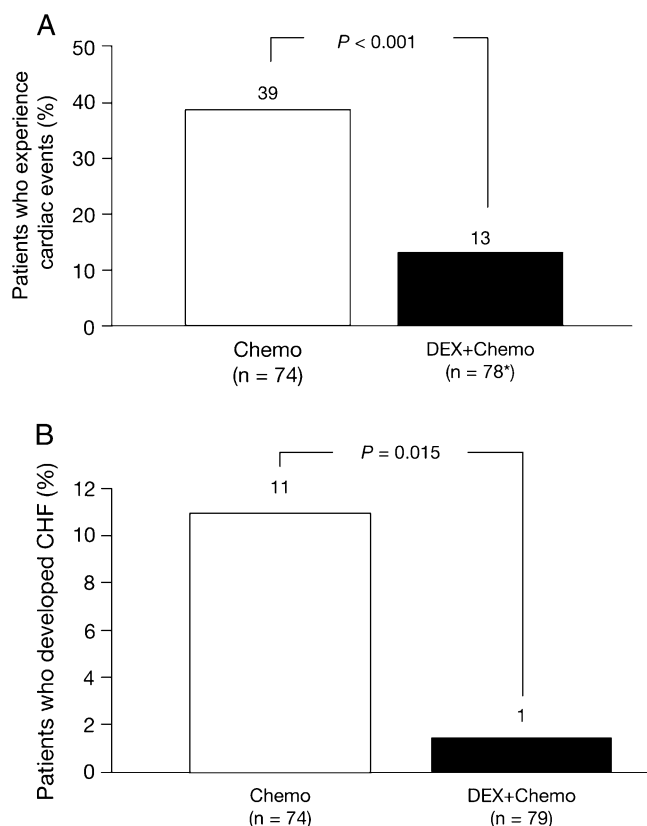 A
Patients who experience
cardiac events (%)
50
40
30
20
10
0
P < 0.001
39
13
Chemo
(n = 74)
DEX+Chemo
(n = 78*)
B
Patients who developed CHF (%)
12
10
8
6
4
2
0
P = 0.015
11
1
Chemo
(n = 74)
DEX+Chemo
(n = 79)